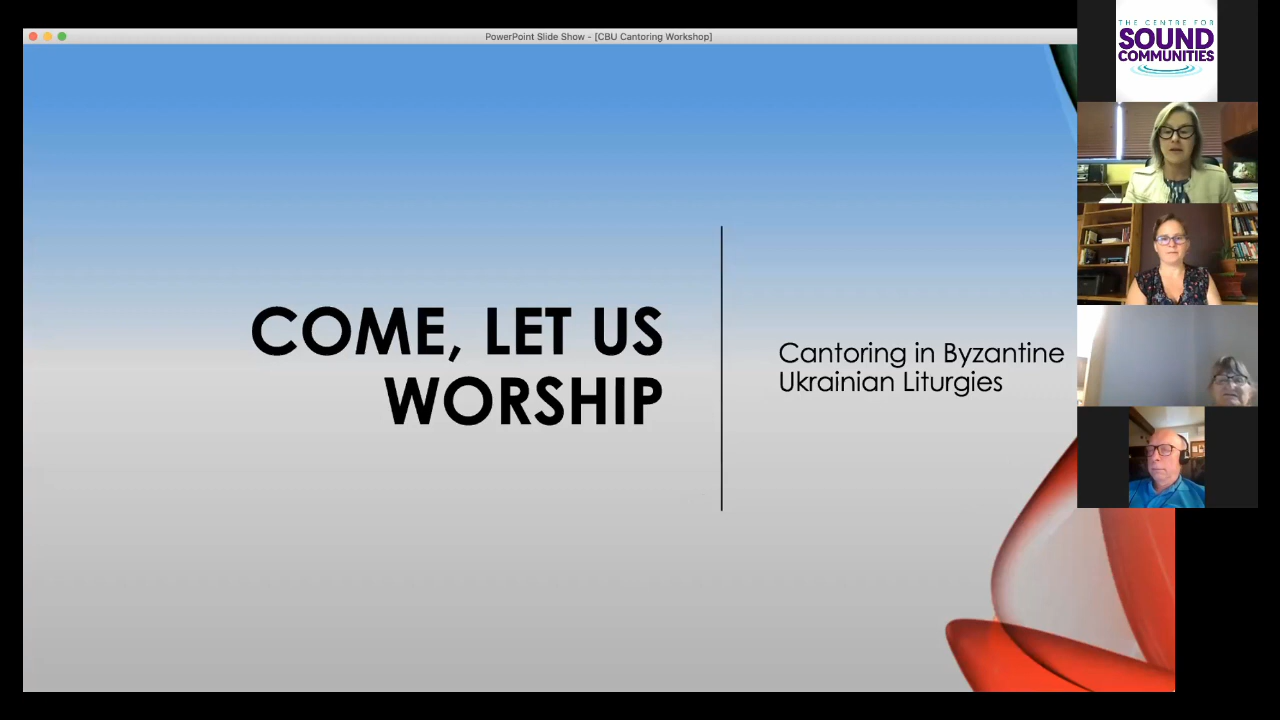 PowerPoint Slide Show - [CBU Cantoring Workshop]
THE CENTRE FOR
SOUND
COMMUNITIES
COME, LET US
WORSHIP
Cantoring in Byzantine
Ukrainian Liturgies